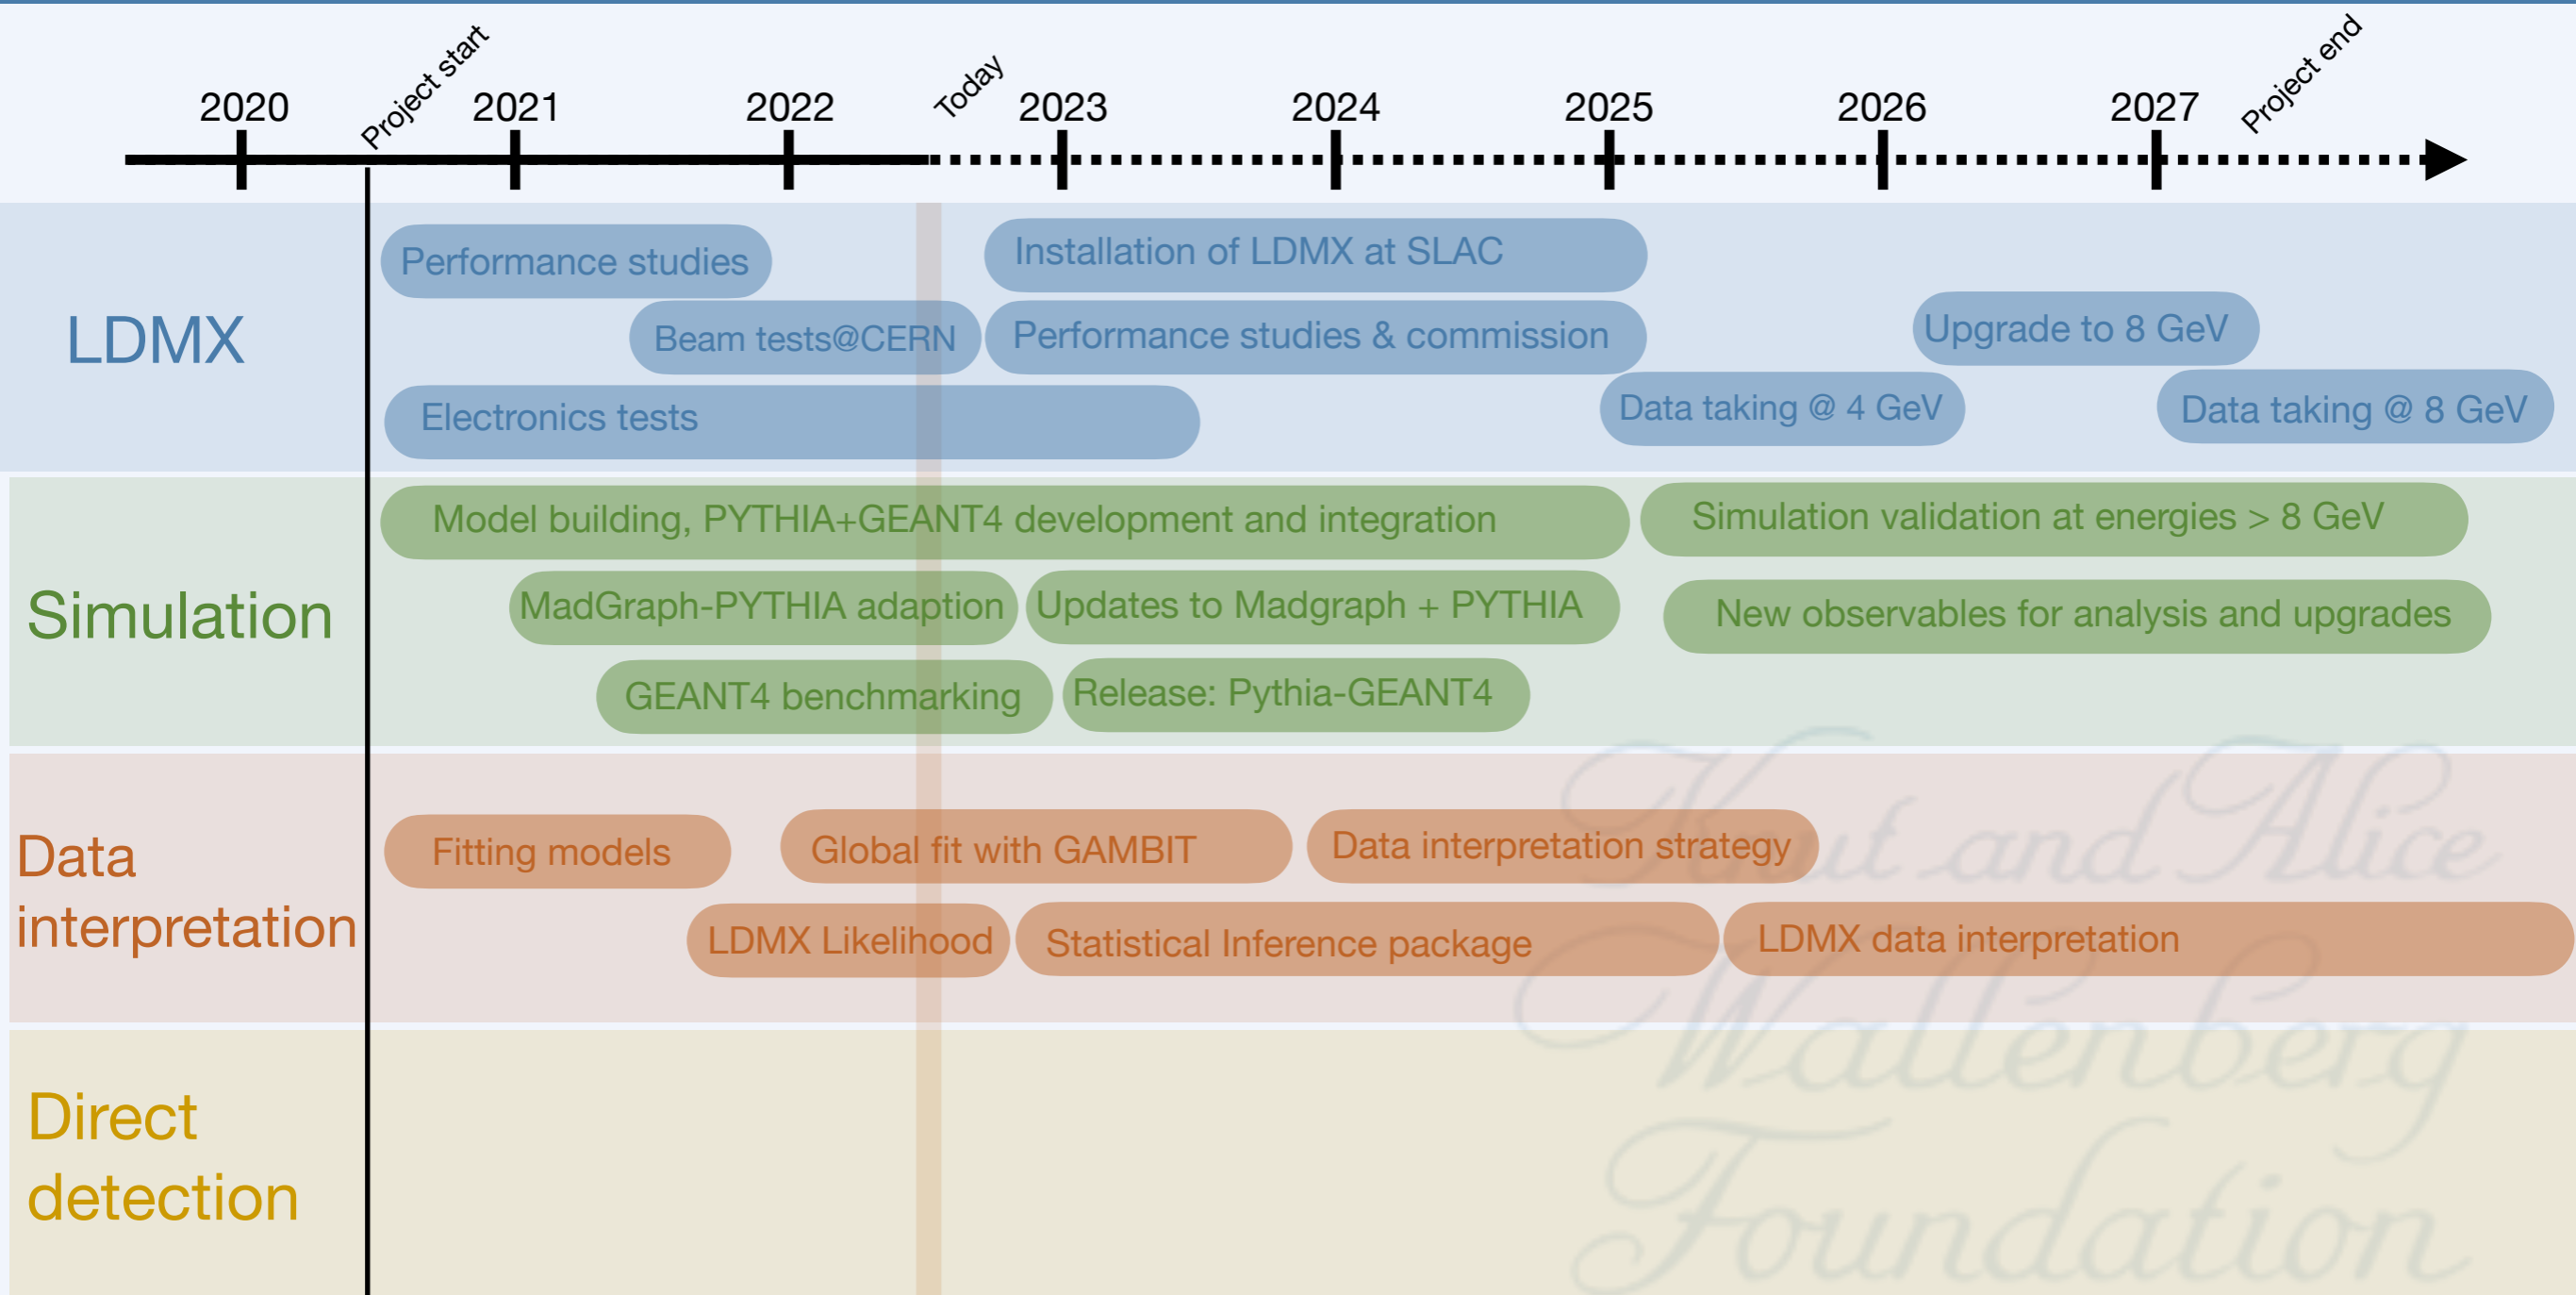 Project start
Today
Project end
2020
2021
2022
2023
2024
2025
2026
2027
LDMX
Performance studies
Installation of LDMX at SLAC
Beam tests@CERN
Performance studies & commission
Upgrade to 8 GeV
Electronics tests
Data taking @ 4 GeV
Data taking @ 8 GeV
Simulation
Model building, PYTHIA+GEANT4 development and integration
Simulation validation at energies > 8 GeV
MadGraph-PYTHIA adaption
Updates to Madgraph + PYTHIA
New observables for analysis and upgrades
GEANT4 benchmarking
Release: Pythia-GEANT4
Data
interpretation
Fitting models
Global fit with GAMBIT
Data interpretation strategy
LDMX Likelihood
Statistical Inference package
LDMX data interpretation
Direct
detection
Knut and Alice
Wallenberg
Foundation